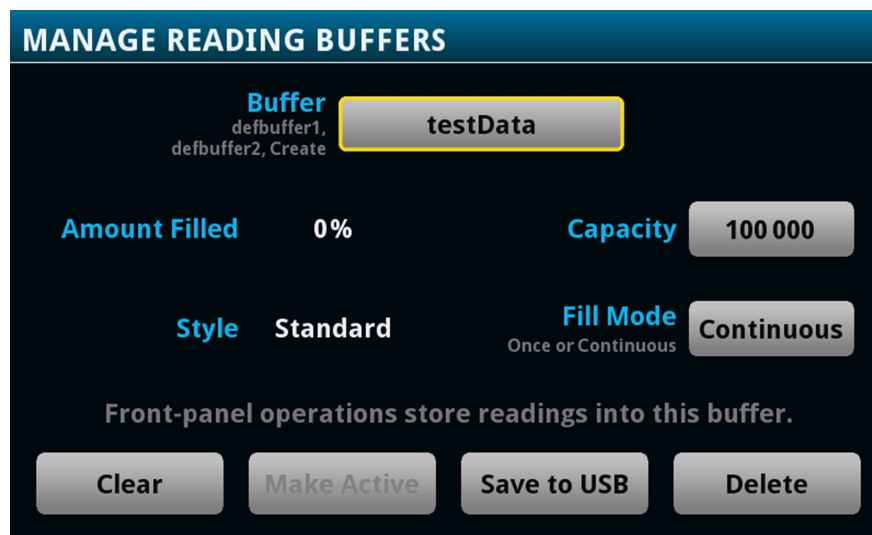 MANAGE READING BUFFERS
Buffer
defbuffer1,
defbuffer2, Create
testData
Amount Filled 0%
Capacity 100 000
Style Standard
Fill Mode
Once or Continuous
Continuous
Front-panel operations store readings into this buffer.
Clear Make Active Save to USB Delete